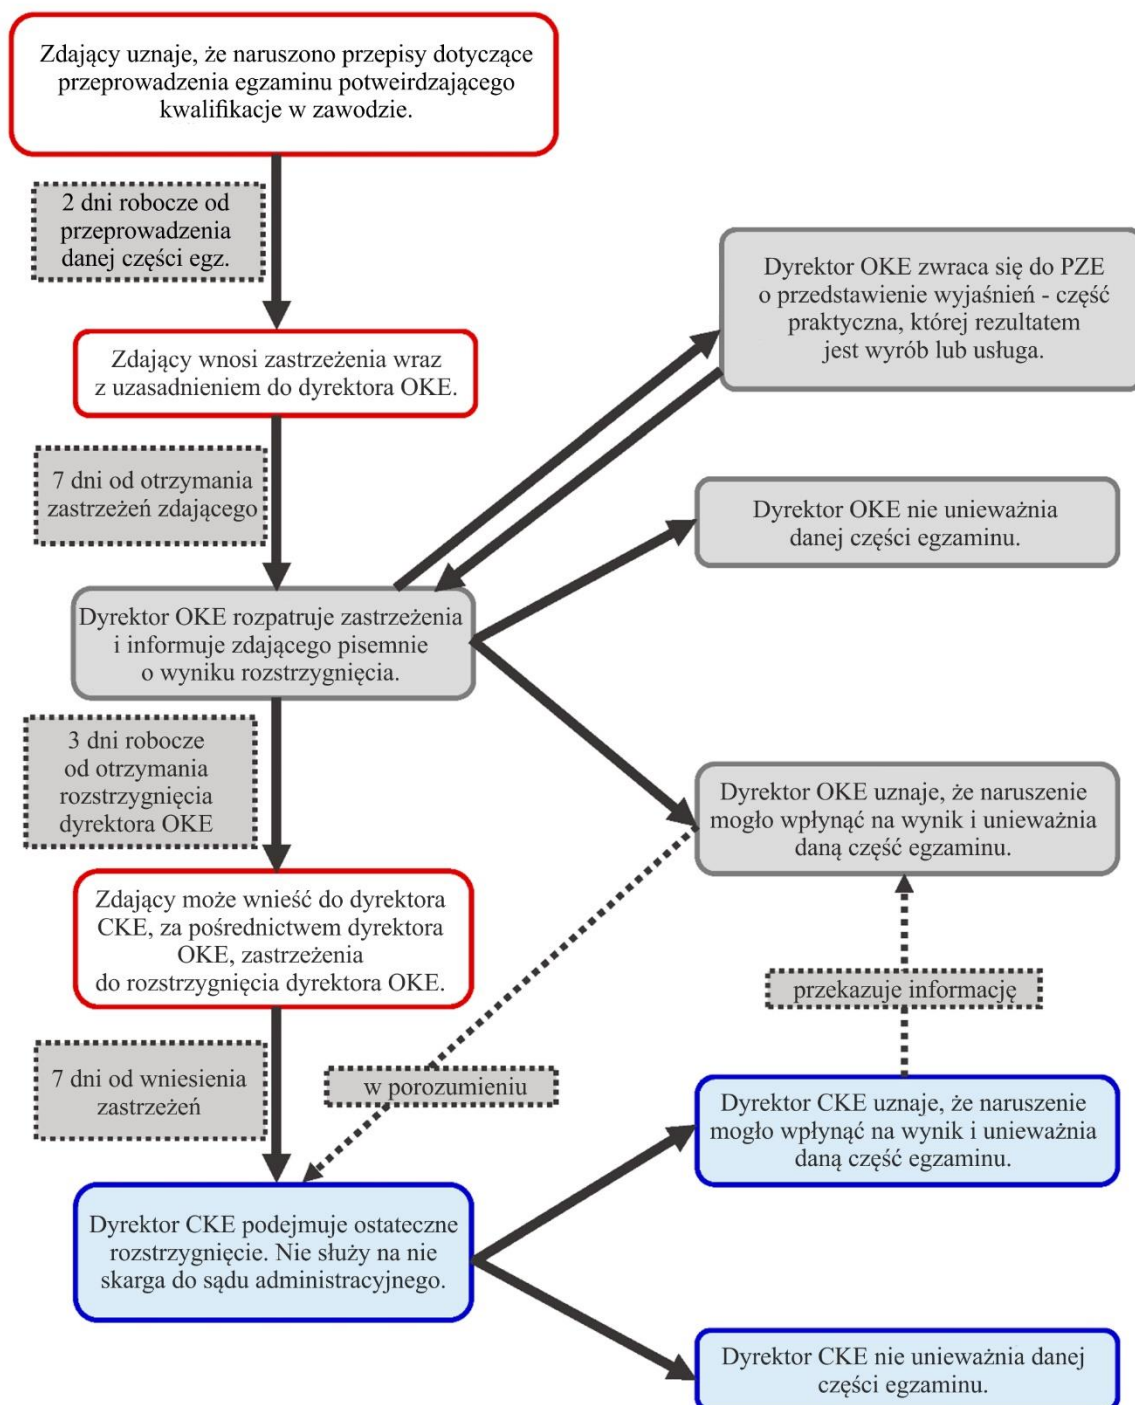 Zdający uznaje, że naruszono przepisy dotyczące
przeprowadzenia egzaminu potweirdzającego
kwalifikacje w zawodzie.
2 dni robocze od
przeprowadzenia
danej części egz.
Dyrektor OKE zwraca się do PZE
o przedstawienie wyjaśnień - część
praktyczna, której rezultatem
jest wyrób lub usługa.
Zdający wnosi zastrzeżenia wraz
z uzasadnieniem do dyrektora OKE.
7 dni od otrzymania
zastrzeżeń zdającego
Dyrektor OKE nie unieważnia
danej części egzaminu.
Dyrektor OKE rozpatruje zastrzeżenia
i informuje zdającego pisemnie
o wyniku rozstrzygnięcia.
3 dni robocze
od otrzymania
rozstrzygnięcia
dyrektora OKE
Dyrektor OKE uznaje, że naruszenie
mogło wpłynąć na wynik i unieważnia
daną część egzaminu.
Zdający może wnieść do dyrektora
CKE, za pośrednictwem dyrektora
OKE, zastrzeżenia
do rozstrzygnięcia dyrektora OKE.
przekazuje informację
7 dni od wniesienia
zastrzeżeń
w porozumieniu
Dyrektor CKE uznaje, że naruszenie
mogło wpłynąć na wynik i unieważnia
daną część egzaminu.
Dyrektor CKE podejmuje ostateczne
rozstrzygnięcie. Nie służy na nie
skarga do sądu administracyjnego.
Dyrektor CKE nie unieważnia danej
części egzaminu.